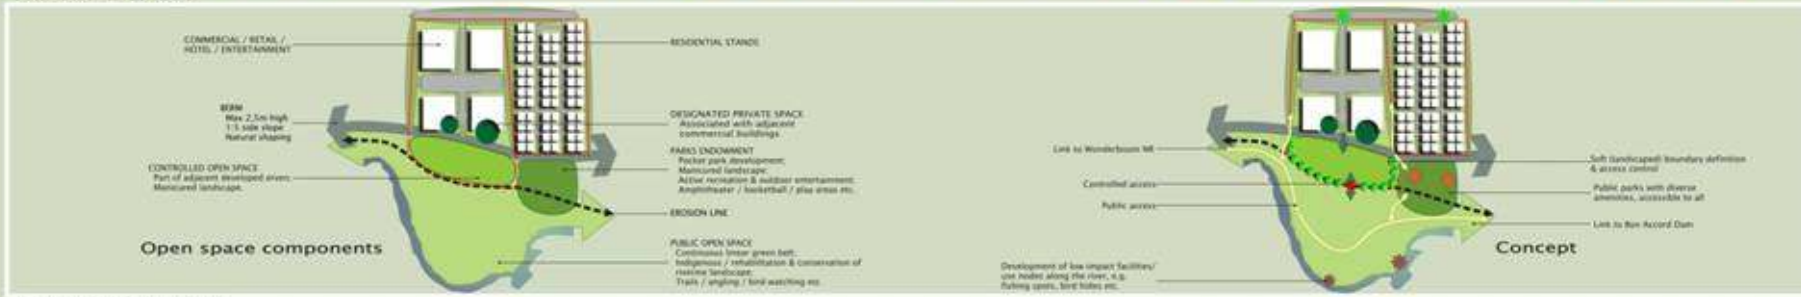 COMMERCIAL / RETAIL /
HOTEL / ENTERTAINMENT
BERM
Max 2,5m high
1:5 side slope
Natural shaping
CONTROLLED OPEN SPACE
Part of adjacent developed erven.
Manicured landscape.
Open space components
RESIDENTIAL STANDS
DESIGNATED PRIVATE SPACE
Associated with adjacent
commercial buildings
PARKS ENDOWMENT
Pocket park development.
Manicured landscape.
Active recreation & outdoor entertainment.
Amphitheater / basketball / play areas etc.
EROSION LINE
PUBLIC OPEN SPACE
Continuous linear green belt.
Indigenous / rehabilitation & conservation of
riverine landscape.
Trails / angling / bird watching etc.
Link to Wonderboom NR
Controlled access
Public access
Development of low impact facilities/
use nodes along the river, e.g.
fishing spots, bird hides etc.
Soft (landscaped) boundary definition
& access control
Public parks with diverse
amenities, accessible to all
Link to Bon Accord Dam
Concept